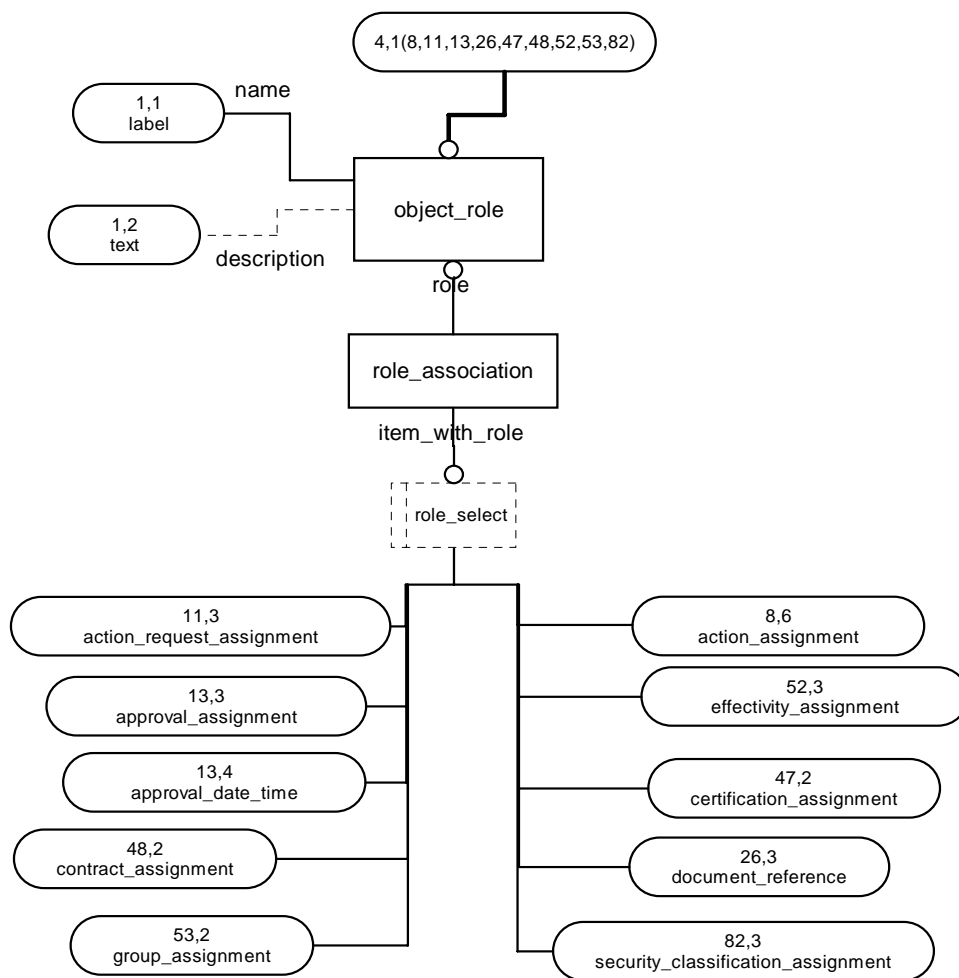 4,1(8,11,13,26,47,48,52,53,82)
name
1,1
label
object_role
1,2
text
description
role
role_association
item_with_role
role_select
11,3
action_request_assignment
8,6
action_assignment
13,3
approval_assignment
52,3
effectivity_assignment
13,4
approval_date_time
47,2
certification_assignment
48,2
contract_assignment
26,3
document_reference
53,2
group_assignment
82,3
security_classification_assignment